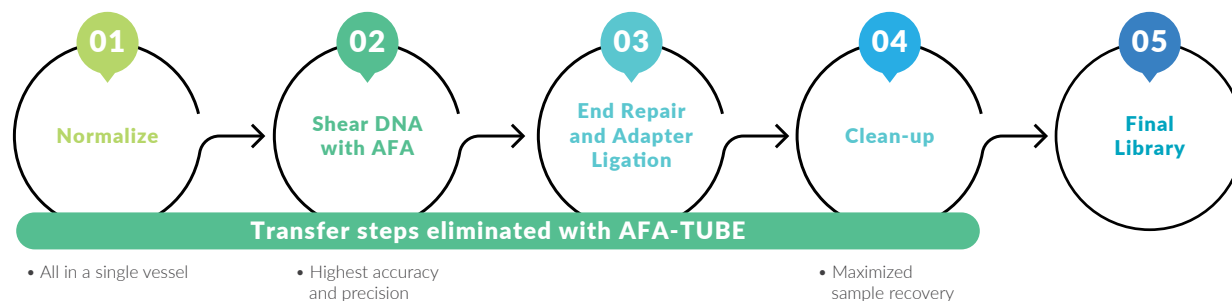 01
02
03
04
05
Normalize
Shear DNA
with AFA
End Repair
and Adapter
Ligation
Clean-up
Final
Library
Transfer steps eliminated with AFA-TUBE
• All in a single vessel
• Highest accuracy
and precision
• Maximized
sample recovery